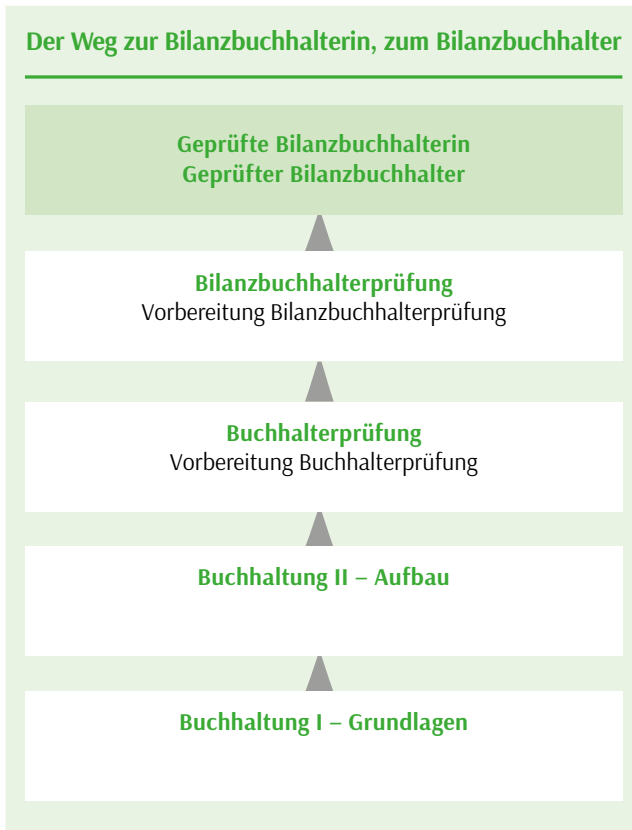 Der Weg zur Bilanzbuchhalterin, zum Bilanzbuchhalter
Geprüfte Bilanzbuchhalterin
Geprüfter Bilanzbuchhalter
Bilanzbuchhalterprüfung
Vorbereitung Bilanzbuchhalterprüfung
Buchhalterprüfung
Vorbereitung Buchhalterprüfung
Buchhaltung II – Aufbau
Buchhaltung I – Grundlagen